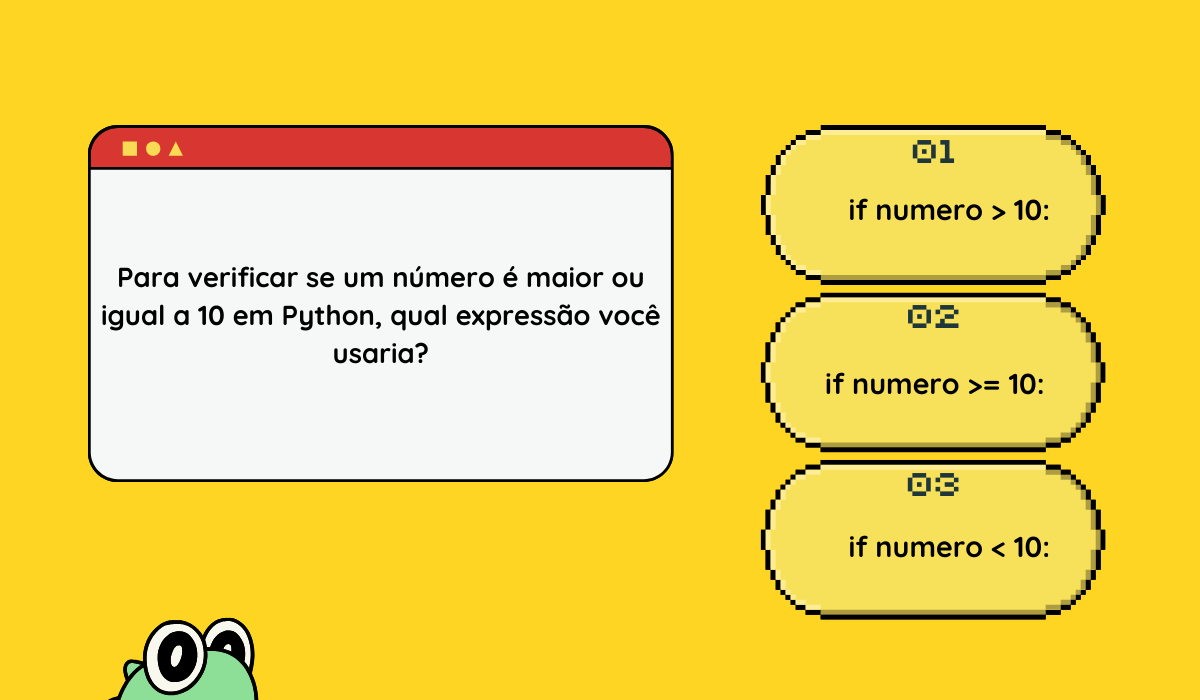 Para verificar se um número é maior ou
igual a 10 em Python, qual expressão você
usaria?
01
if numero > 10:
02
if numero >= 10:
03
if numero < 10: